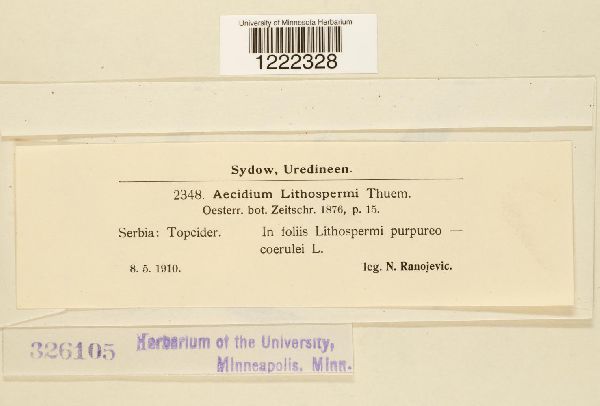 University of Minnesota Herbarium
1222328
Sydow, Uredineen.
2348. Aecidium Lithospermi Thuem.
Oesterr. bot. Zeitschr. 1876, p. 15.
Serbia: Topcider. In foliis Lithospermi purpureo —
coerulei L.
8. 5. 1910. leg. N. Ranojevic.
326105 Herbarium of the University,
Minneapolis, Minn.